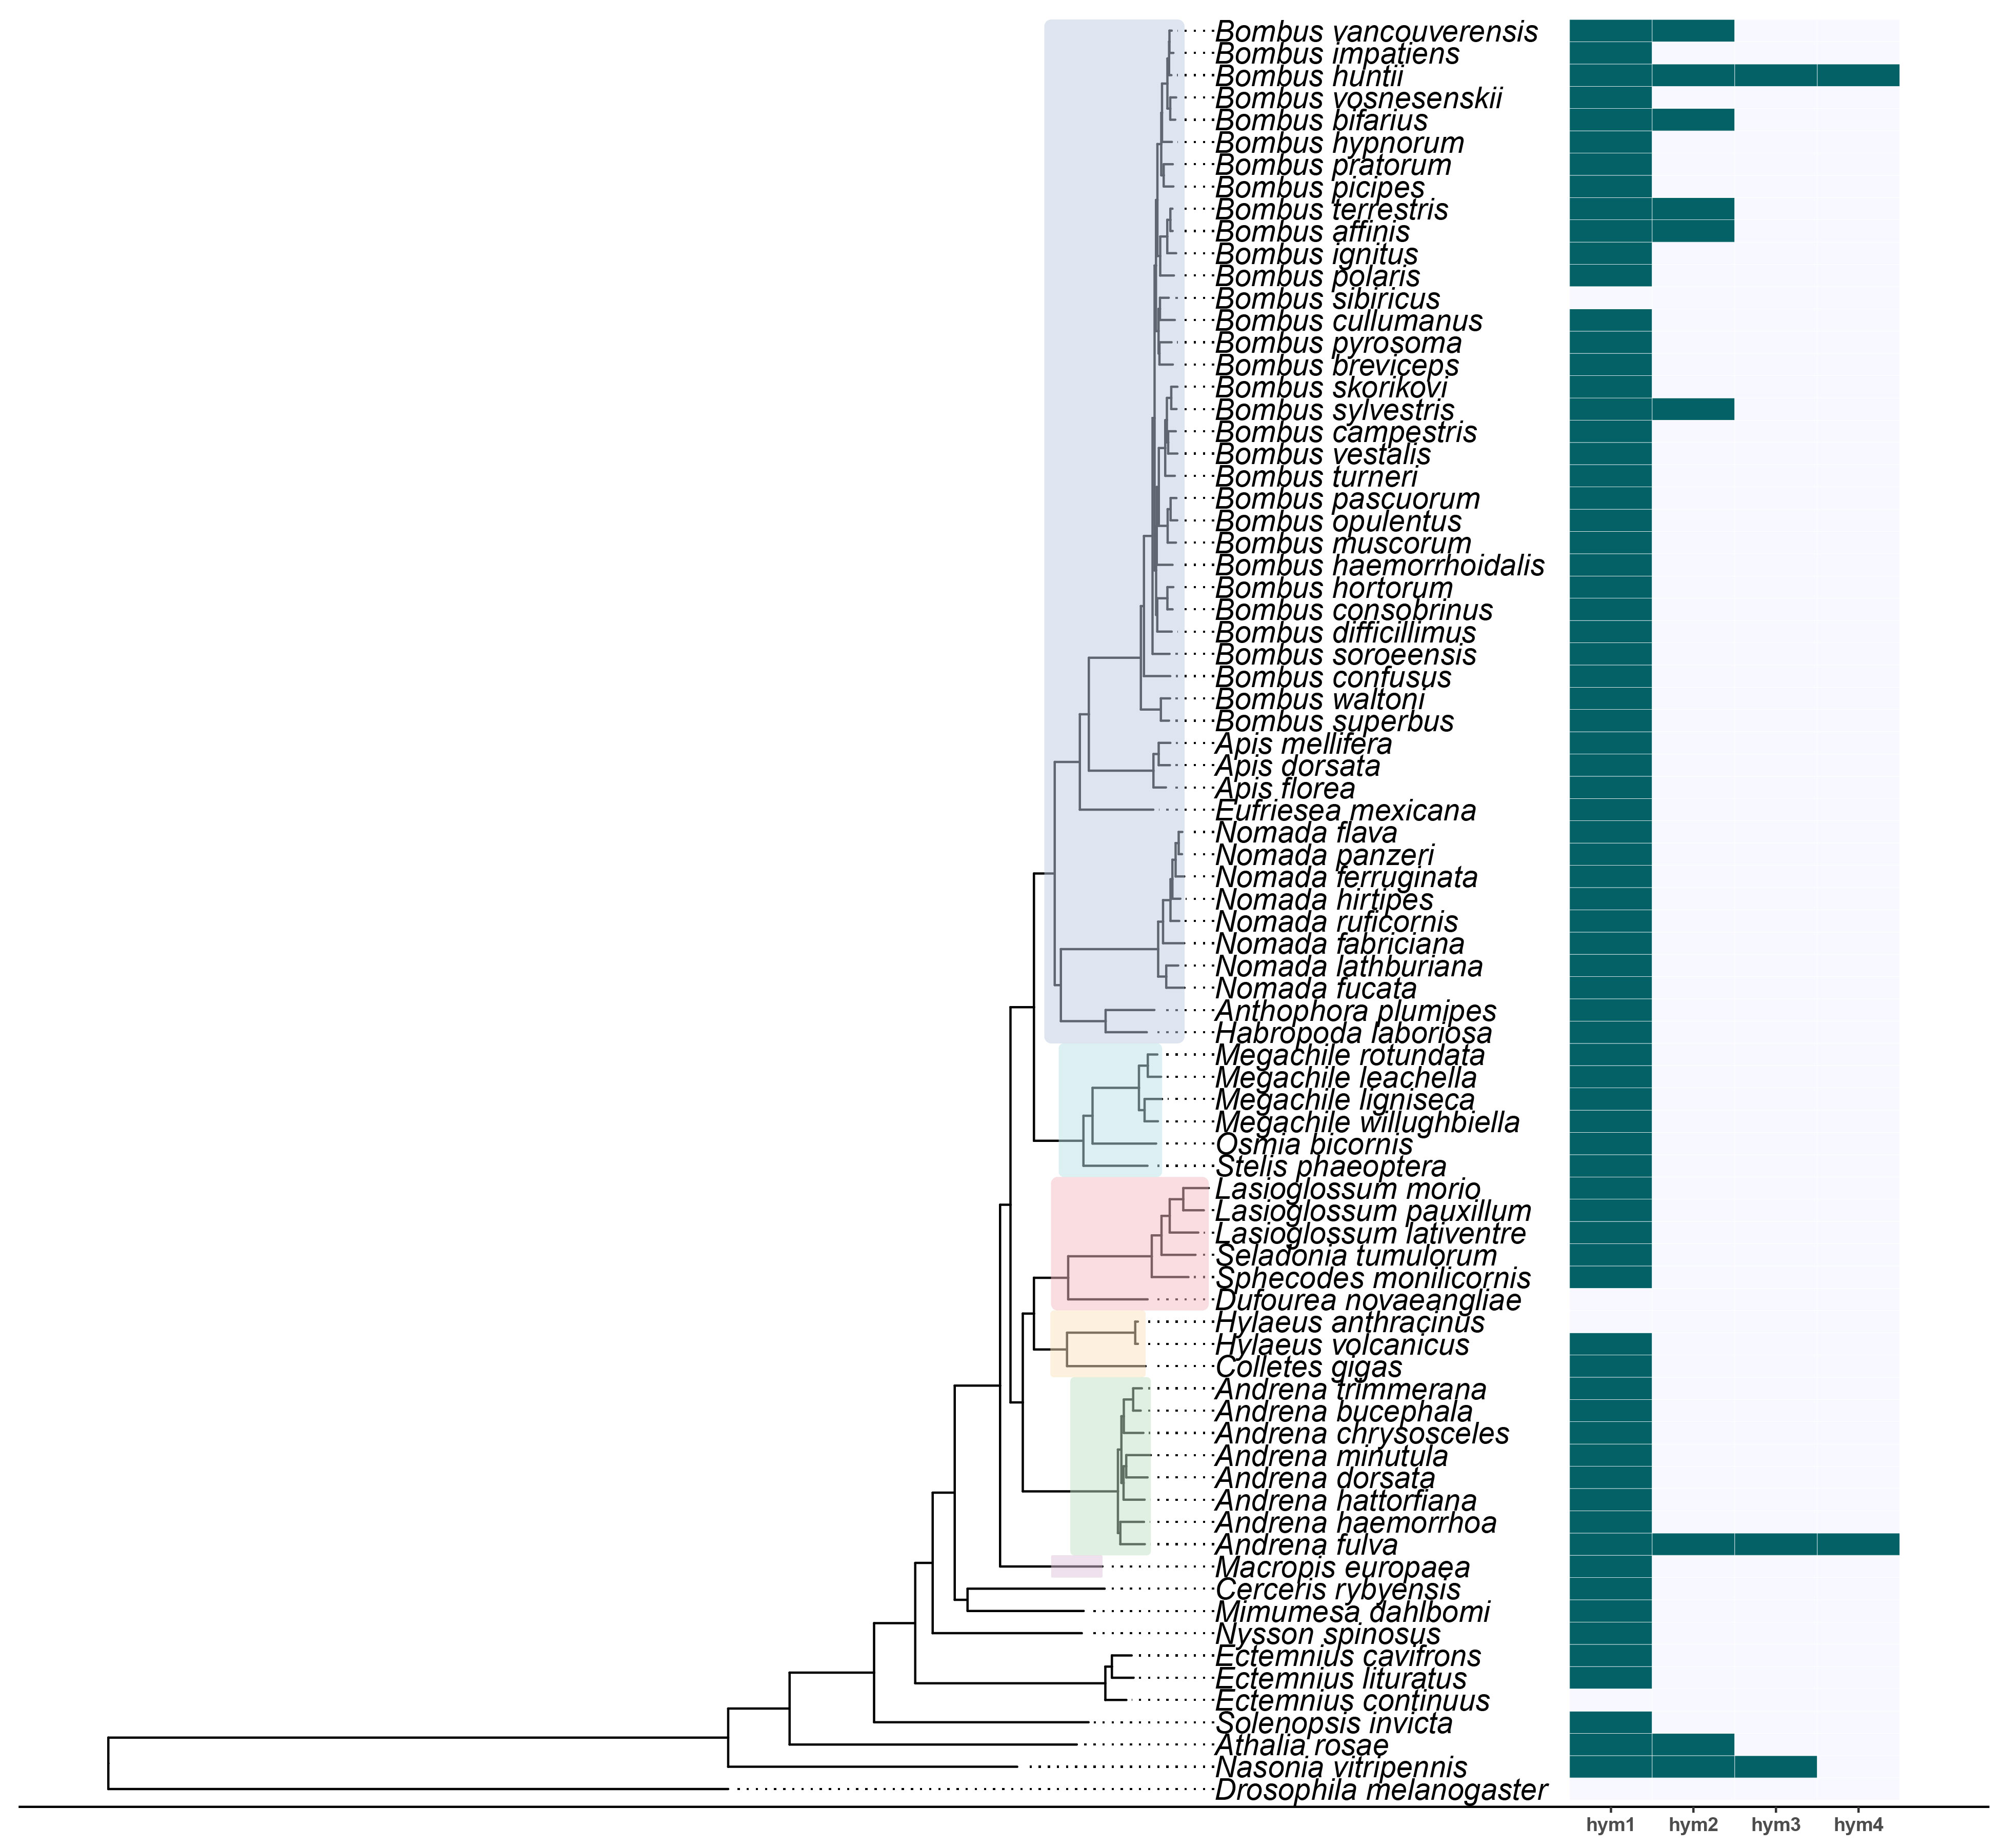 Bombus vancouverensis
Bombus impatiens
Bombus huntii
Bombus vosnesenskii
Bombus bifarius
Bombus hypnorum
Bombus pratorum
Bombus picipes
Bombus terrestris
Bombus affinis
Bombus ignitus
Bombus polaris
Bombus sibiricus
Bombus cullumanus
Bombus pyrosoma
Bombus breviceps
Bombus skorikovi
Bombus sylvestris
Bombus campestris
Bombus vestalis
Bombus turneri
Bombus pascuorum
Bombus opulentus
Bombus muscorum
Bombus haemorrhoidalis
Bombus hortorum
Bombus consobrinus
Bombus difficillimus
Bombus soroeensis
Bombus confusus
Bombus waltoni
Bombus superbus
Apis mellifera
Apis dorsata
Apis florea
Eufriesea mexicana
Nomada flava
Nomada panzeri
Nomada ferruginata
Nomada hirtipes
Nomada ruficornis
Nomada fabriciana
Nomada lathburiana
Nomada fucata
Anthophora plumipes
Habropoda laboriosa
Megachile rotundata
Megachile leachella
Megachile ligniseca
Megachile willughbiella
Osmia bicornis
Stelis phaeoptera
Lasioglossum morio
Lasioglossum pauxillum
Lasioglossum lativentre
Seladonia tumulorum
Sphecodes monilicornis
Dufourea novaeangliae
Hylaeus anthracinus
Hylaeus volcanicus
Colletes gigas
Andrena trimmerana
Andrena bucephala
Andrena chrysosceles
Andrena minutula
Andrena dorsata
Andrena hattorfiana
Andrena haemorrhoa
Andrena fulva
Macropis europaea
Cerceris rybyensis
Mimumesa dahlbomi
Nysson spinosus
Ectemnius cavifrons
Ectemnius lituratus
Ectemnius continuus
Solenopsis invicta
Athalia rosae
Nasonia vitripennis
Drosophila melanogaster
hym1 hym2 hym3 hym4